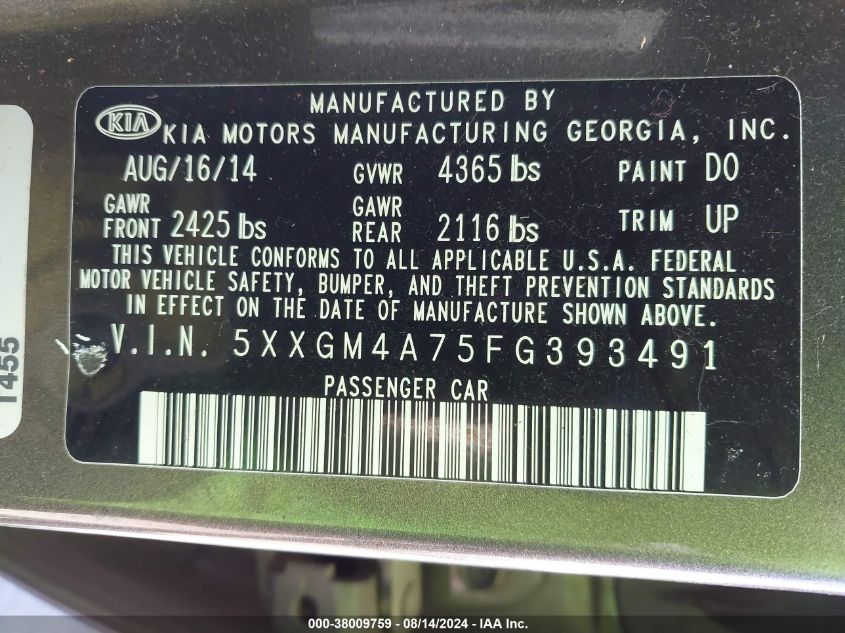 MANUFACTURED BY
KIA KIA MOTORS MANUFACTURING GEORGIA, INC.
AUG/16/14 GVWR 4365 lbs PAINT D0
GAWR FRONT 2425 lbs GAWR REAR 2116 lbs TRIM UP
THIS VEHICLE CONFORMS TO ALL APPLICABLE U.S.A. FEDERAL
MOTOR VEHICLE SAFETY, BUMPER, AND THEFT PREVENTION STANDARDS
IN EFFECT ON THE DATE OF MANUFACTURE SHOWN ABOVE.
V.I.N. 5XXGM4A75FG393491
PASSENGER CAR
1455
000-38009759 - 08/14/2024 - © IAA Inc.